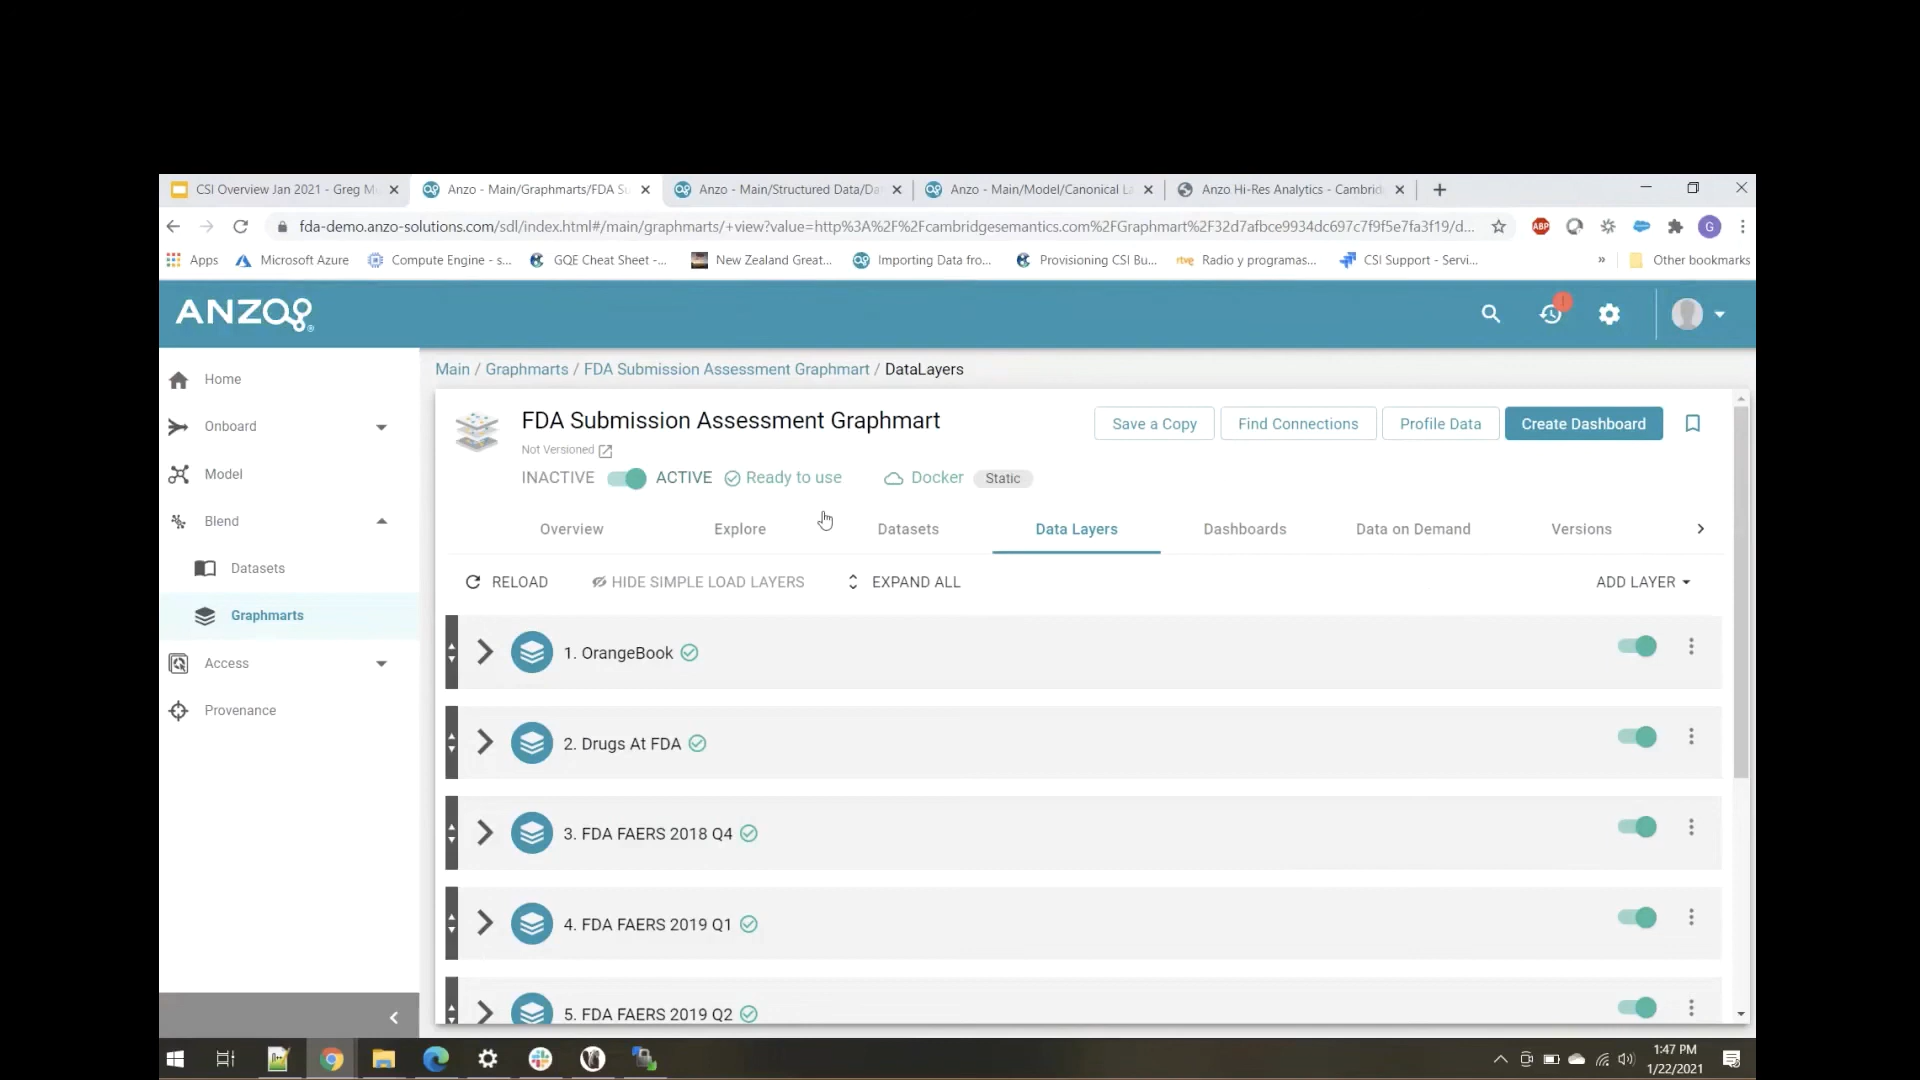 CSI Overview Jan 2021 - Greg M
Anzo - Main/Graphmarts/FDA Su
Anzo - Main/Structured Data/Da
Anzo - Main/Model/Canonical La
Anzo Hi-Res Analytics - Cambrid
fda-demo.anzo-solutions.com/sdl/index.html#/main/graphmarts/+view?value=http%3A%2F%2Fcambridgesemantics.com%2FGraphmart%2F32d7afbce9934dc697c7f9f5e7fa3f19/d...
ABP
G
Apps
Microsoft Azure
Compute Engine - s...
GQE Cheat Sheet -...
New Zealand Great...
Importing Data fro...
Provisioning CSI Bu...
rtve
Radio y programas...
CSI Support - Servi...
»
Other bookmarks
ANZO
Home
Onboard
Model
Blend
Datasets
Graphmarts
Access
Provenance
Main / Graphmarts / FDA Submission Assessment Graphmart / DataLayers
FDA Submission Assessment Graphmart
Not Versioned
INACTIVE ACTIVE Ready to use Docker Static
Save a Copy
Find Connections
Profile Data
Create Dashboard
Overview
Explore
Datasets
Data Layers
Dashboards
Data on Demand
Versions
RELOAD
HIDE SIMPLE LOAD LAYERS
EXPAND ALL
ADD LAYER
1. OrangeBook
2. Drugs At FDA
3. FDA FAERS 2018 Q4
4. FDA FAERS 2019 Q1
5. FDA FAERS 2019 Q2
1:47 PM
1/22/2021